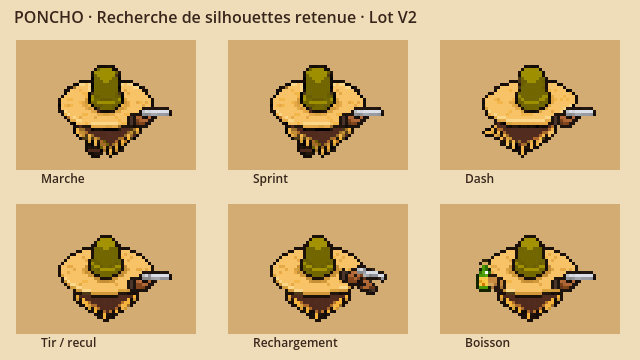 PONCHO · Recherche de silhouettes retenue · Lot V2
Marche
Sprint
Dash
Tir / recul
Rechargement
Boisson